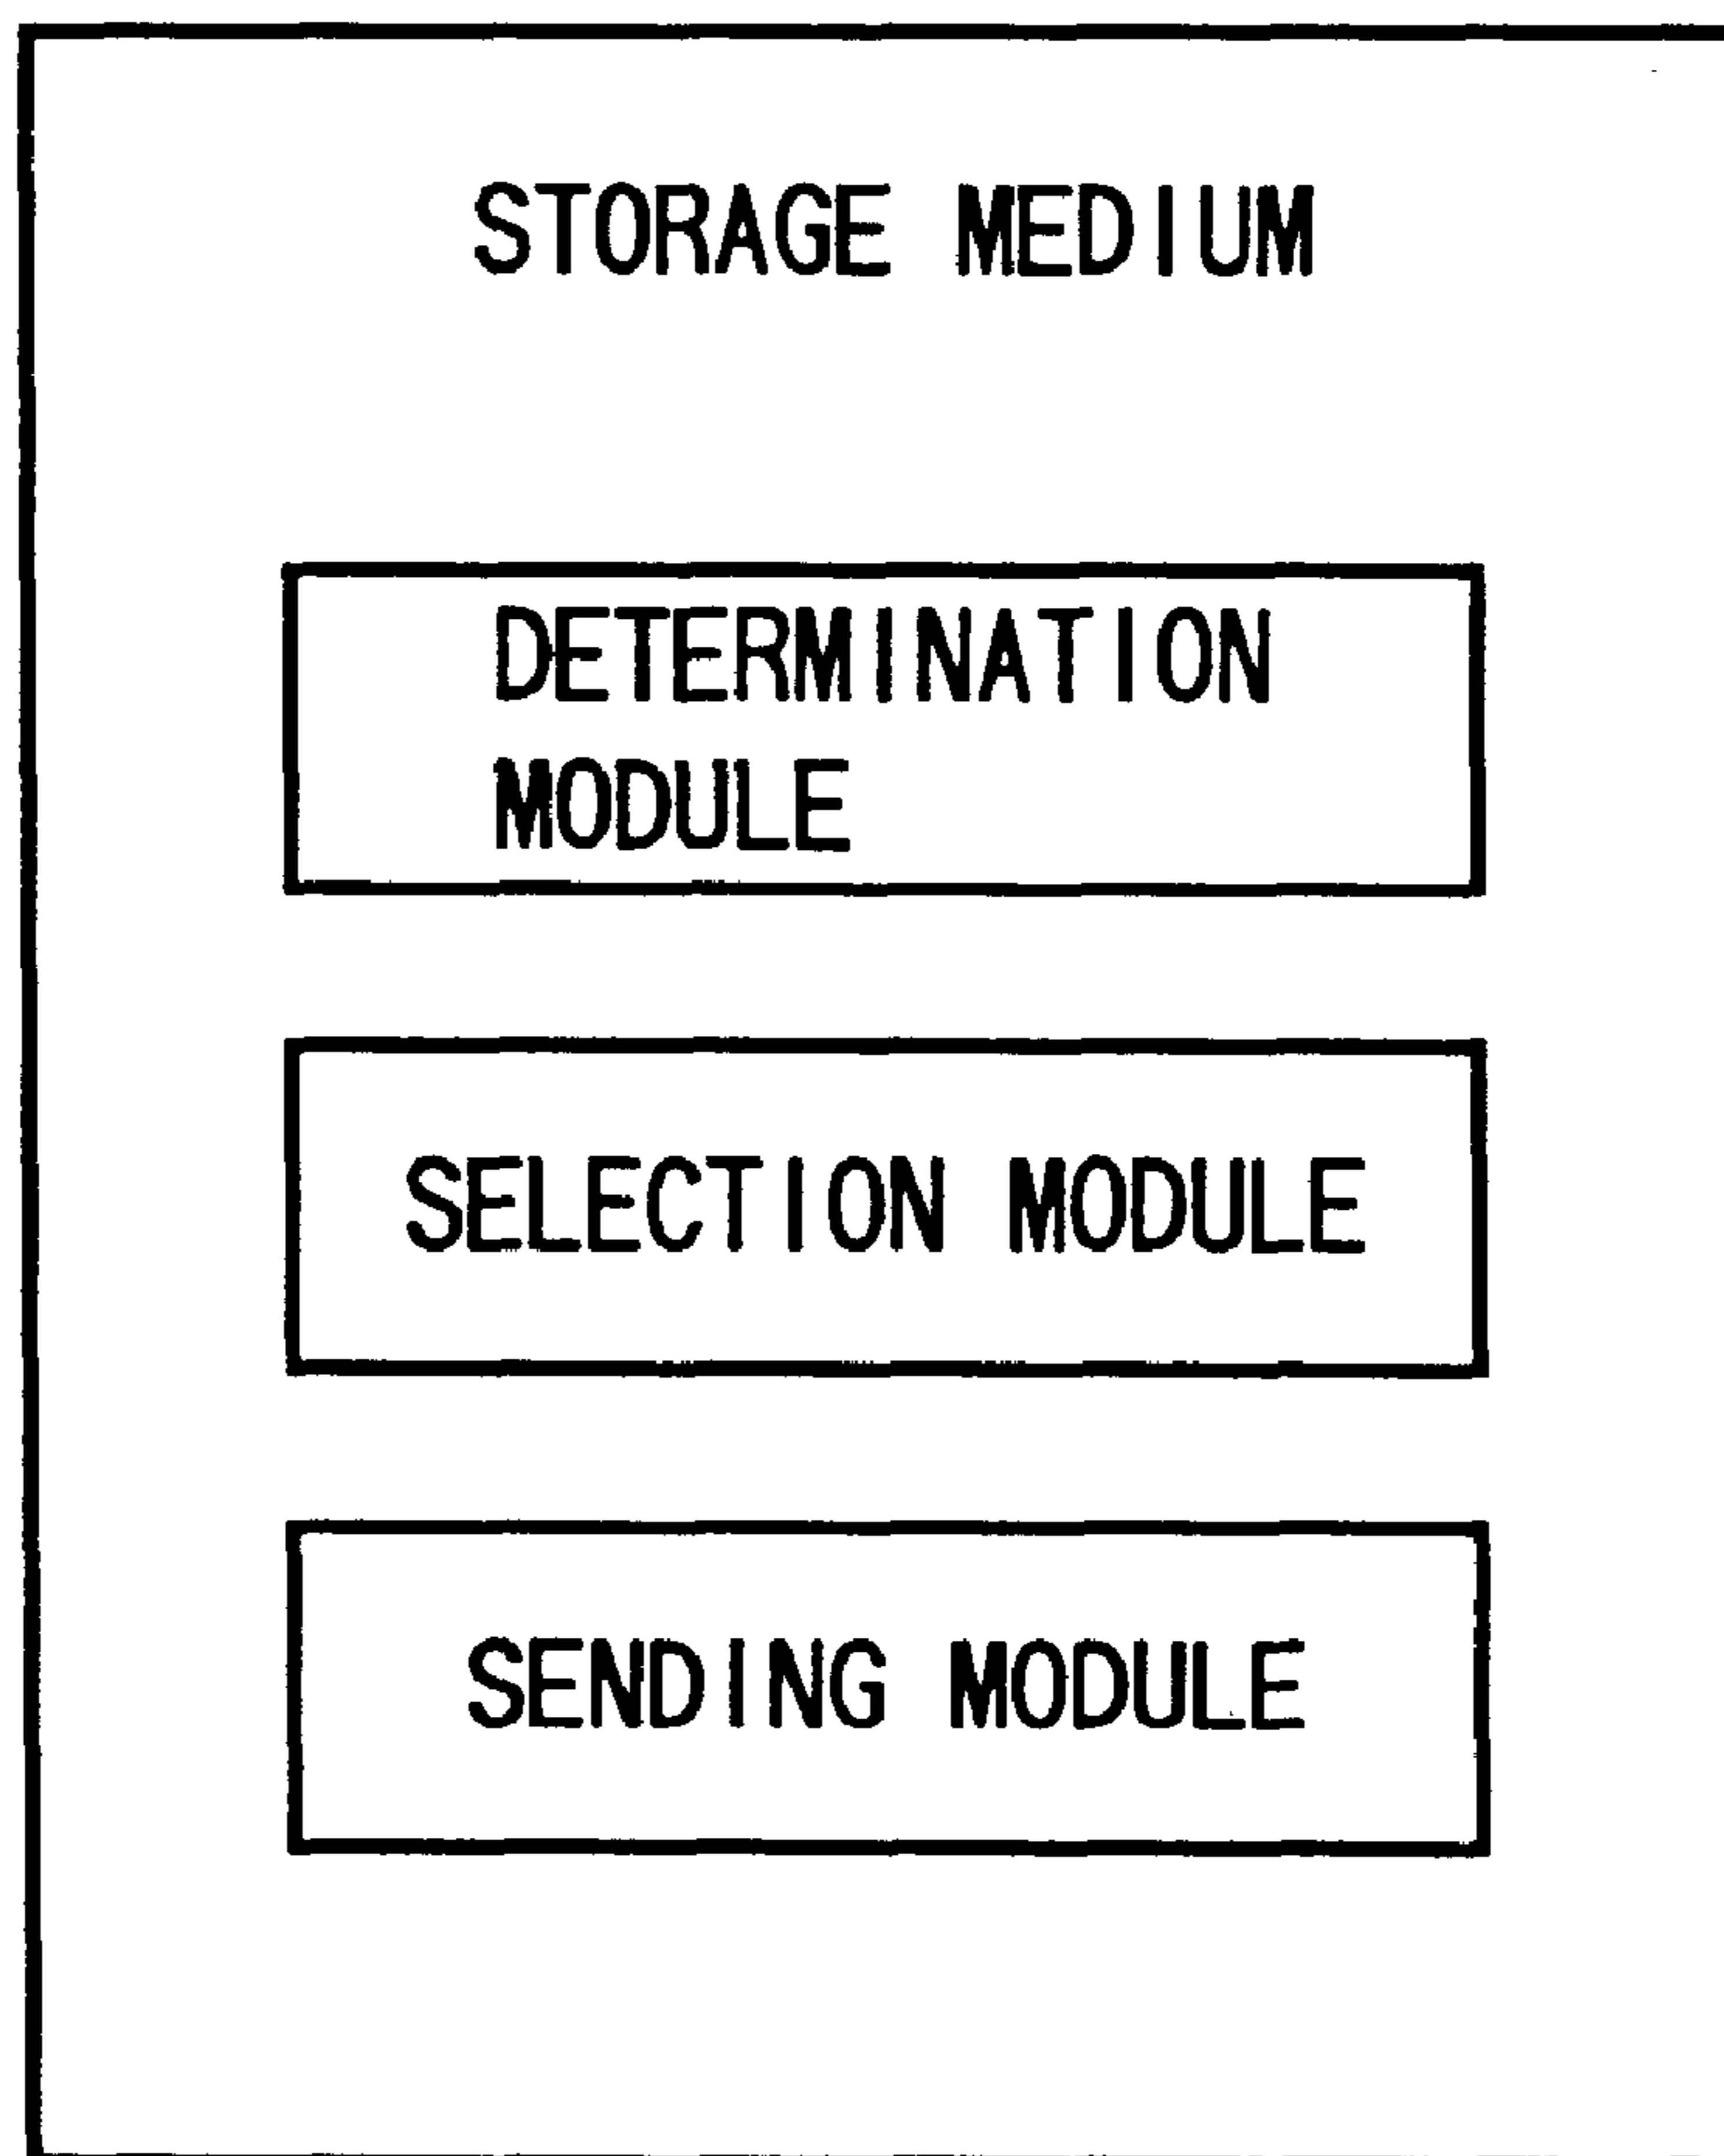 STORAGE MEDIUM
DETERMINATION
MODULE
SELECTION MODULE
SENDING MODULE